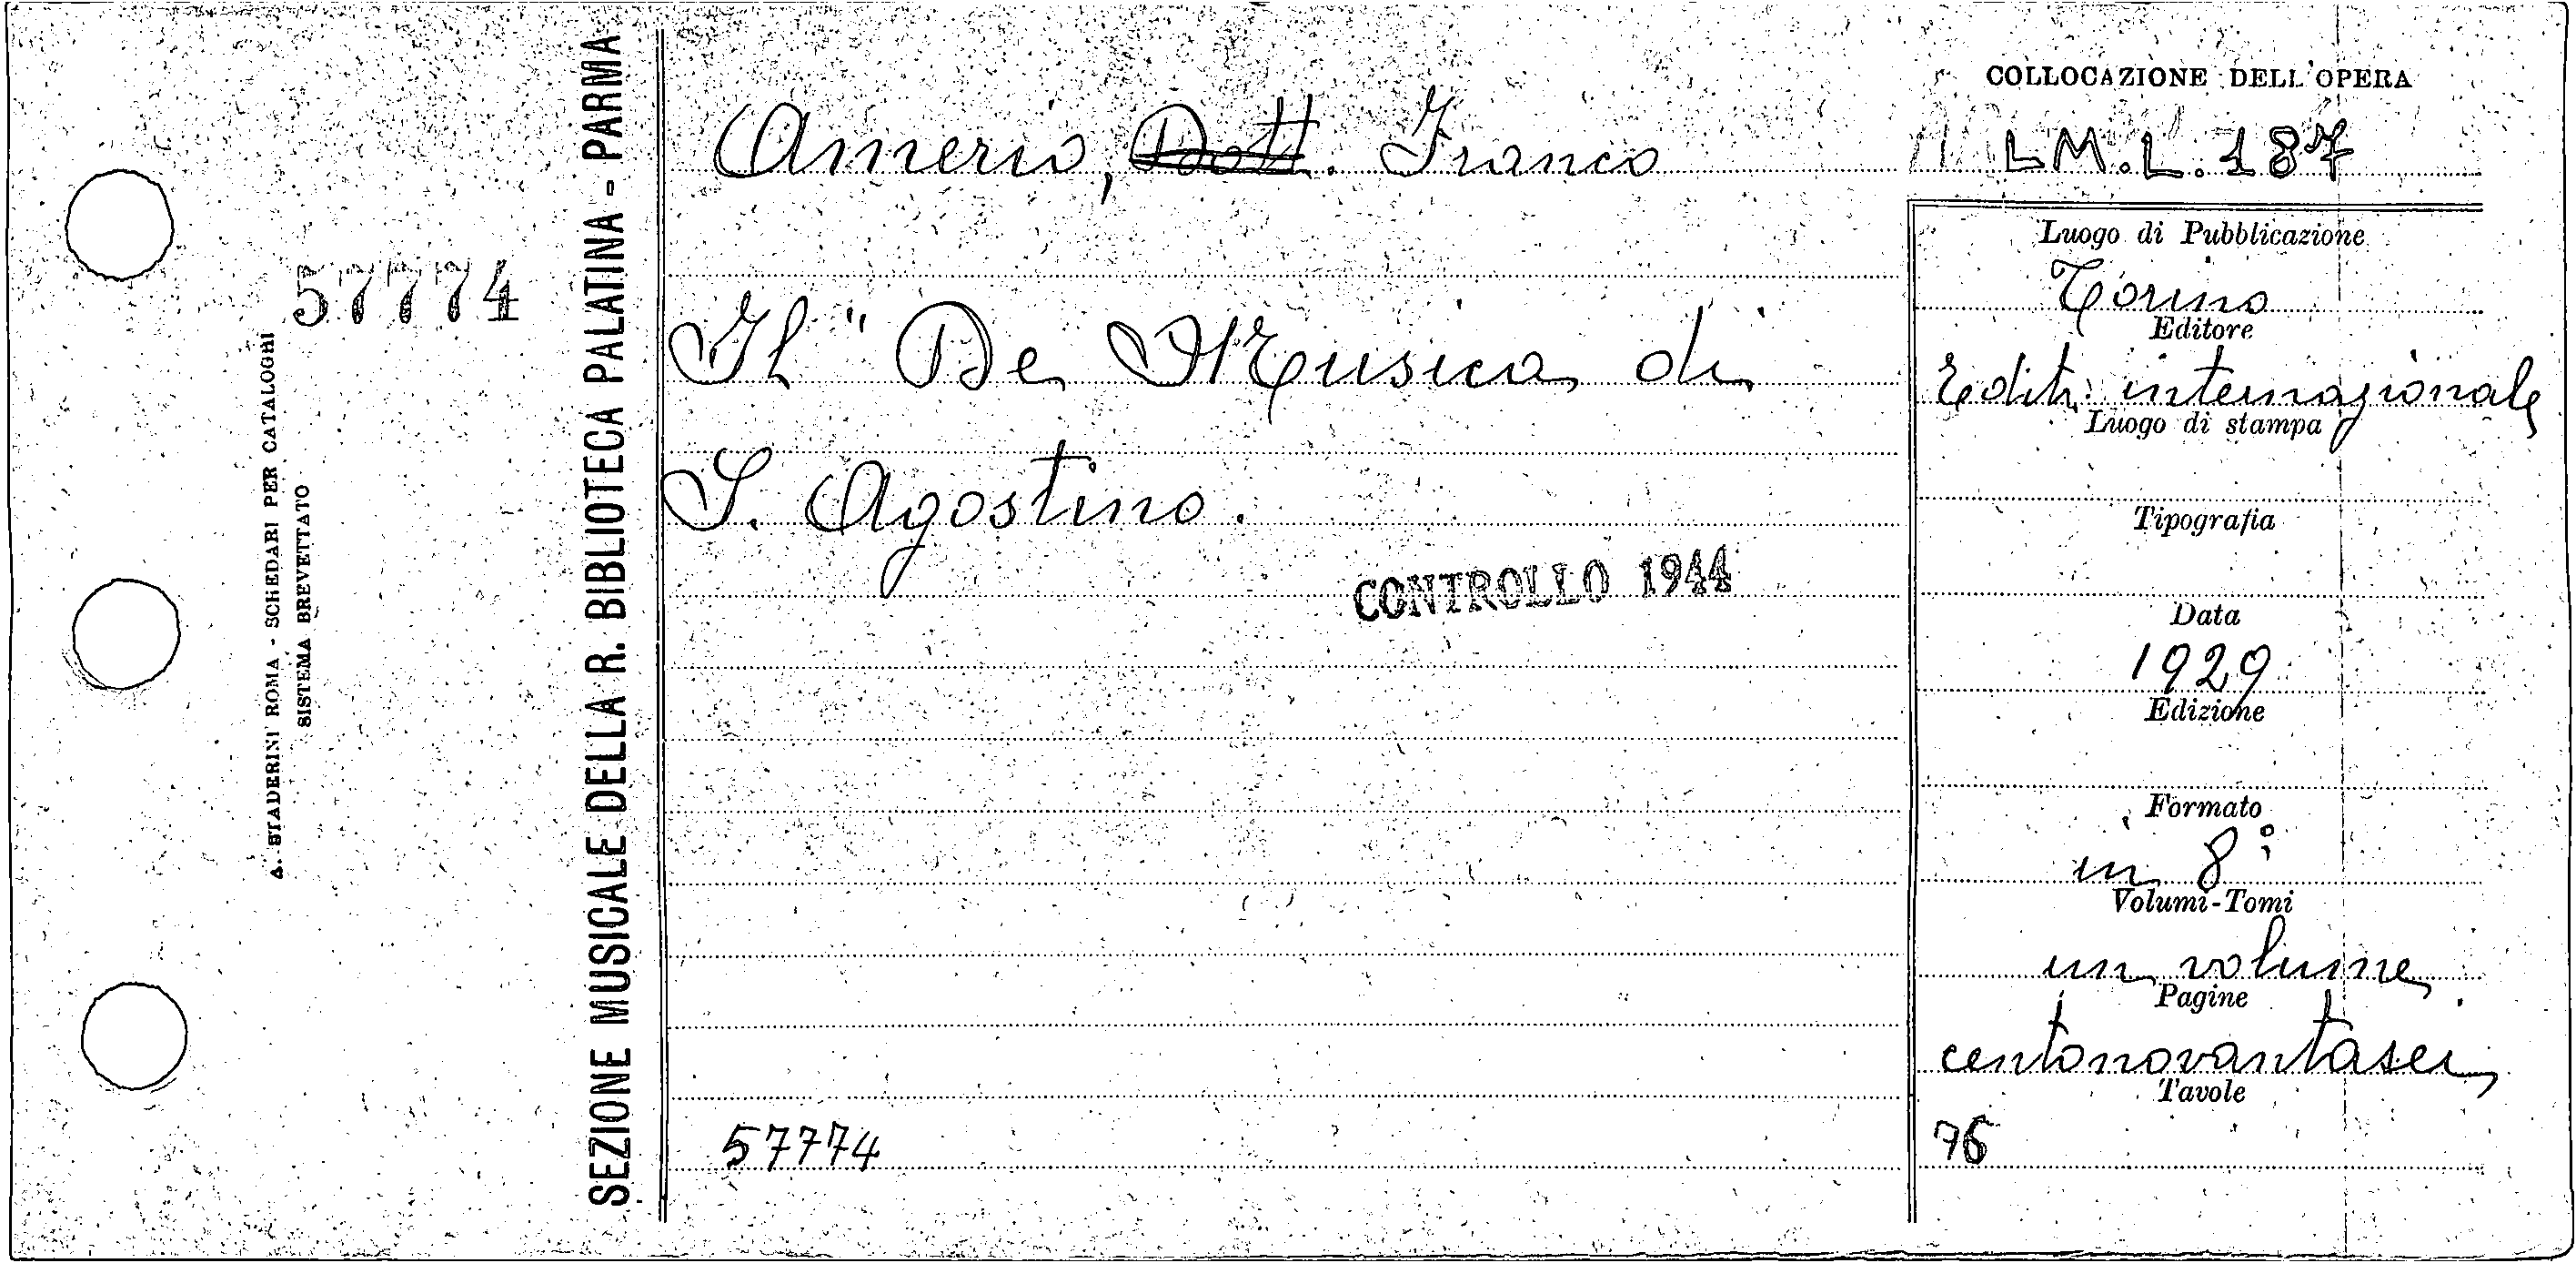 57774
A. STADERINI ROMA - SCHEDARI PER CATALOGHI
SISTEMA BREVETTATO
SEZIONE MUSICALE DELLA R. BIBLIOTECA PALATINA - PARMA
Amerio, Dott. Franco
Il "De Musica di
S. Agostino.
CONTROLLO 1944
57774
COLLOCAZIONE DELL'OPERA
LM.L.187
Luogo di Pubblicazione
Torino
Editore
Editr. internazionale
Luogo di stampa
Tipografia
Data
1929
Edizione
Formato
in 8°
Volumi-Tomi
un volume
Pagine
centonovantasei
Tavole
76